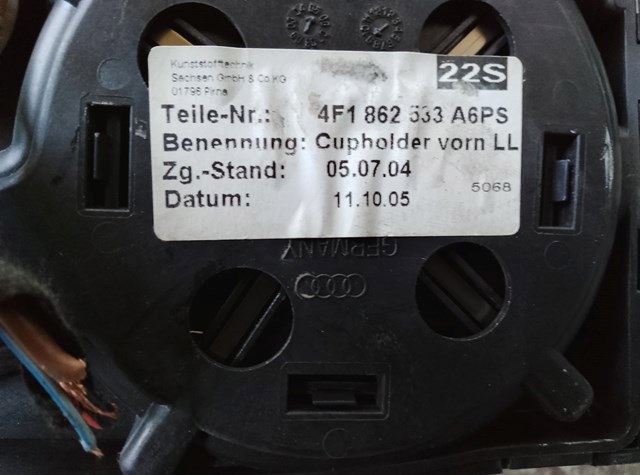 Kunststofftechnik
Sachsen GmbH & Co KG
01796 Pirna
22S
Teile-Nr.: 4F1 862 533 A6PS
Benennung: Cupholder vorn LL
Zg.-Stand: 05.07.04
5068
Datum: 11.10.05
GERMANY